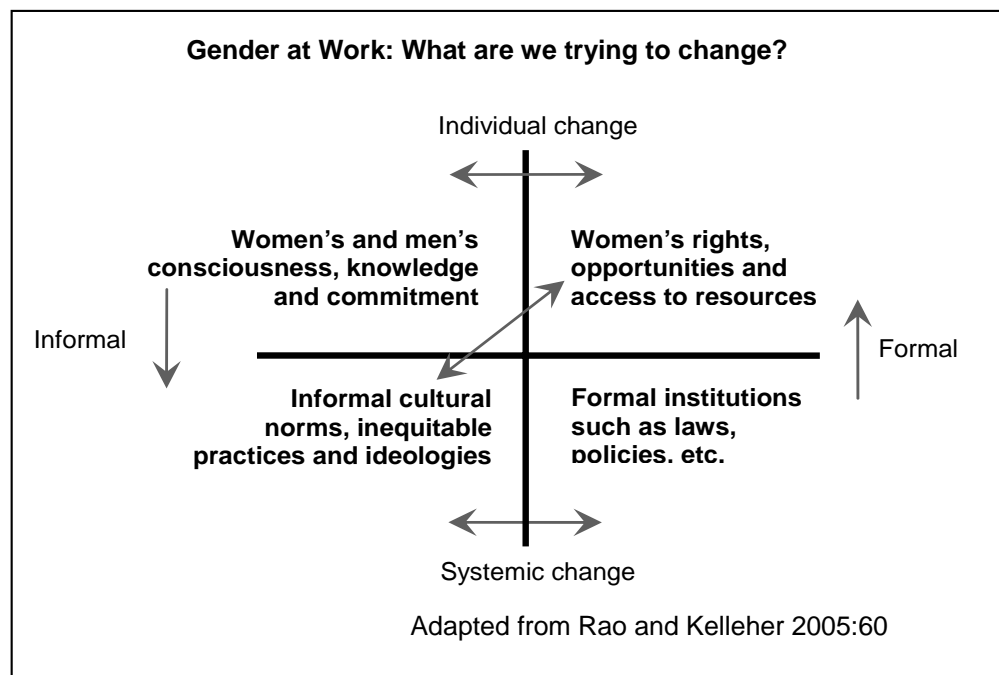 Gender at Work: What are we trying to change?
Individual change
Women’s and men’s
consciousness, knowledge
and commitment
Women’s rights,
opportunities and
access to resources
Informal
Formal
Informal cultural
norms, inequitable
practices and ideologies
Formal institutions
such as laws,
policies, etc.
Systemic change
Adapted from Rao and Kelleher 2005:60